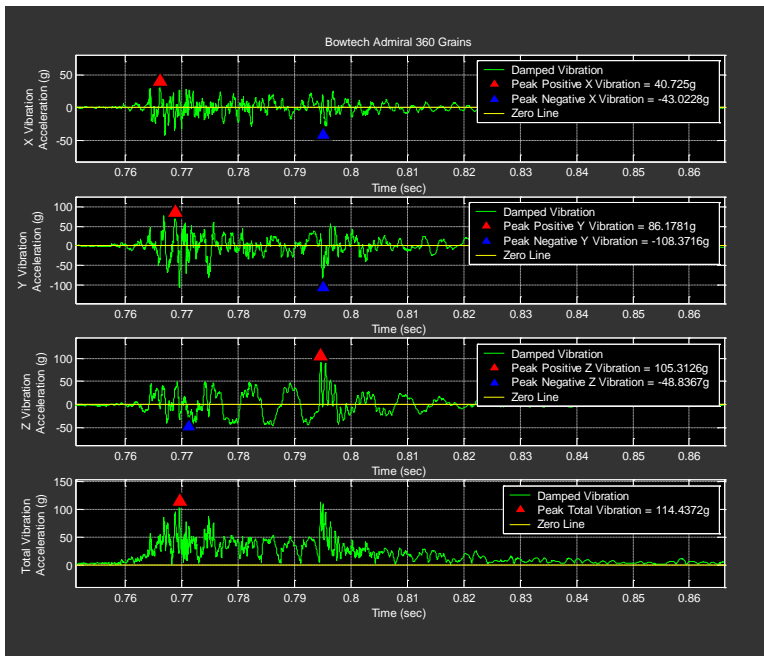 Bowtech Admiral 360 Grains
X Vibration
Acceleration (g)
50
0
-50
Damped Vibration
Peak Positive X Vibration = 40.725g
Peak Negative X Vibration = -43.0228g
Zero Line
0.76 0.77 0.78 0.79 0.8 0.81 0.82 0.83 0.84 0.85 0.86
Time (sec)
Y Vibration
Acceleration (g)
100
50
0
-50
-100
Damped Vibration
Peak Positive Y Vibration = 86.1781g
Peak Negative Y Vibration = -108.3716g
Zero Line
0.76 0.77 0.78 0.79 0.8 0.81 0.82 0.83 0.84 0.85 0.86
Time (sec)
Z Vibration
Acceleration (g)
100
50
0
-50
Damped Vibration
Peak Positive Z Vibration = 105.3126g
Peak Negative Z Vibration = -48.8367g
Zero Line
0.76 0.77 0.78 0.79 0.8 0.81 0.82 0.83 0.84 0.85 0.86
Time (sec)
Total Vibration
Acceleration (g)
150
100
50
0
Damped Vibration
Peak Total Vibration = 114.4372g
Zero Line
0.76 0.77 0.78 0.79 0.8 0.81 0.82 0.83 0.84 0.85 0.86
Time (sec)